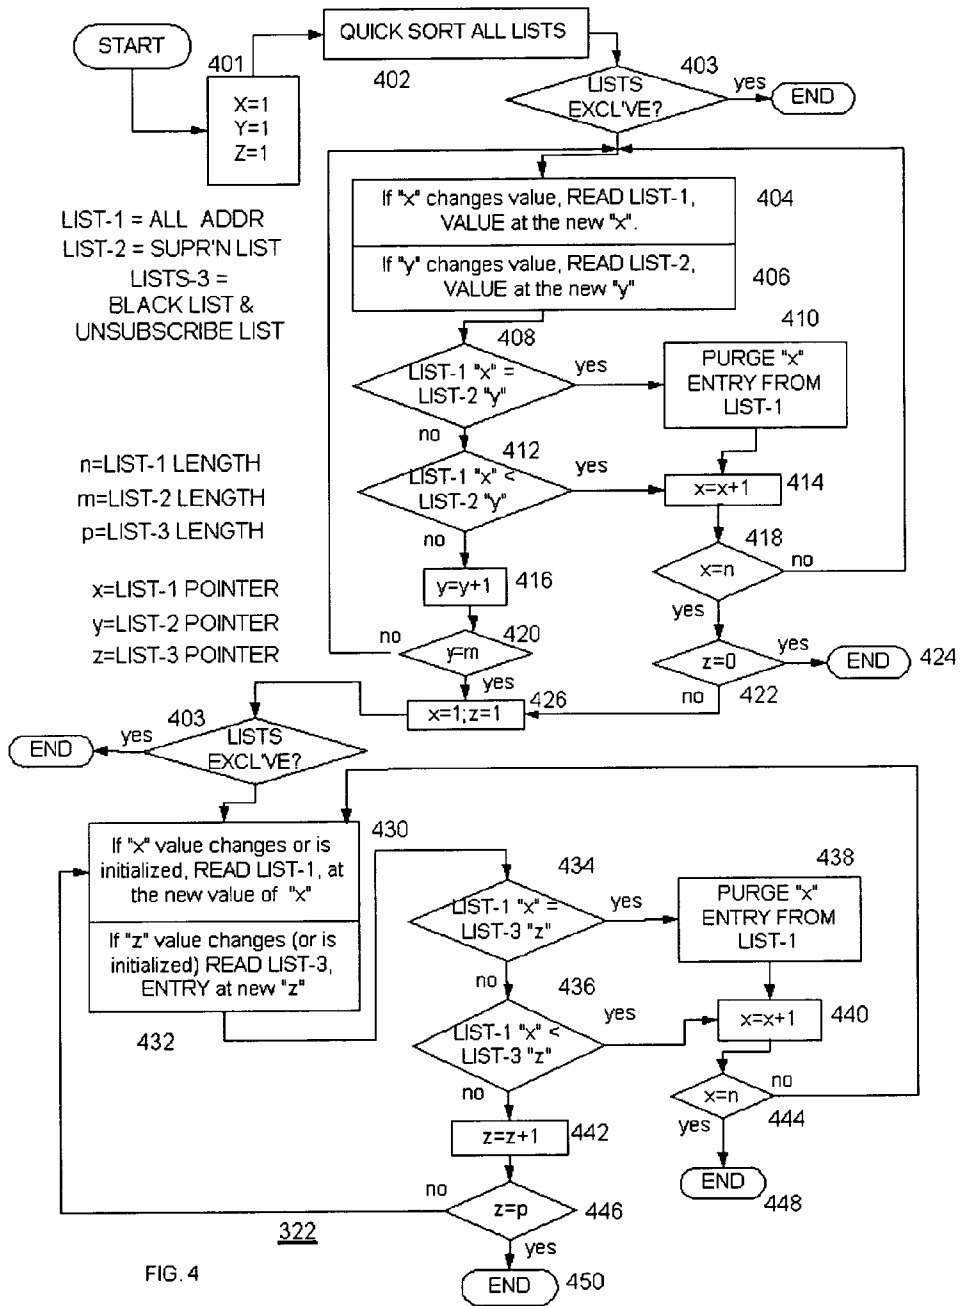 START
401
X=1
Y=1
Z=1
QUICK SORT ALL LISTS
402
403
LISTS
EXCL'VE?
yes
END
LIST-1 = ALL ADDR
LIST-2 = SUPR'N LIST
LISTS-3 =
BLACK LIST &
UNSUBSCRIBE LIST
If "x" changes value, READ LIST-1,
VALUE at the new "x".
404
If "y" changes value, READ LIST-2,
VALUE at the new "y"
406
408
LIST-1 "x" =
LIST-2 "y"
yes
no
410
PURGE "x"
ENTRY FROM
LIST-1
n=LIST-1 LENGTH
m=LIST-2 LENGTH
p=LIST-3 LENGTH
412
LIST-1 "x" <
LIST-2 "y"
yes
no
x=x+1
414
418
x=n
no
yes
x=LIST-1 POINTER
y=LIST-2 POINTER
z=LIST-3 POINTER
y=y+1
416
420
no
y=m
yes
z=0
yes
END
424
422
no
x=1;z=1
426
403
LISTS
EXCL'VE?
yes
END
If "x" value changes or is
initialized, READ LIST-1, at
the new value of "x"
430
If "z" value changes (or is
initialized) READ LIST-3,
ENTRY at new "z"
432
434
LIST-1 "x" =
LIST-3 "z"
yes
no
438
PURGE "x"
ENTRY FROM
LIST-1
436
LIST-1 "x" <
LIST-3 "z"
yes
no
x=x+1
440
x=n
no
444
yes
END
448
z=z+1
442
no
z=p
446
yes
END
450
322
FIG. 4